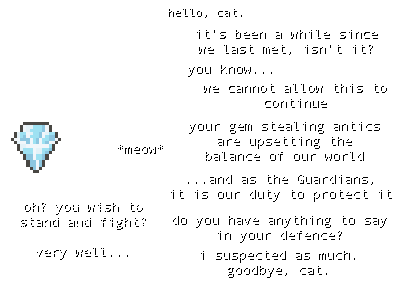 hello, cat.
it's been a while since
we last met, isn't it?
you know...
we cannot allow this to
continue
your gem stealing antics
are upsetting the
balance of our world
*meow*
...and as the Guardians,
it is our duty to protect it
do you have anything to say
in your defence?
i suspected as much.
goodbye, cat.
oh? you wish to
stand and fight?
very well...